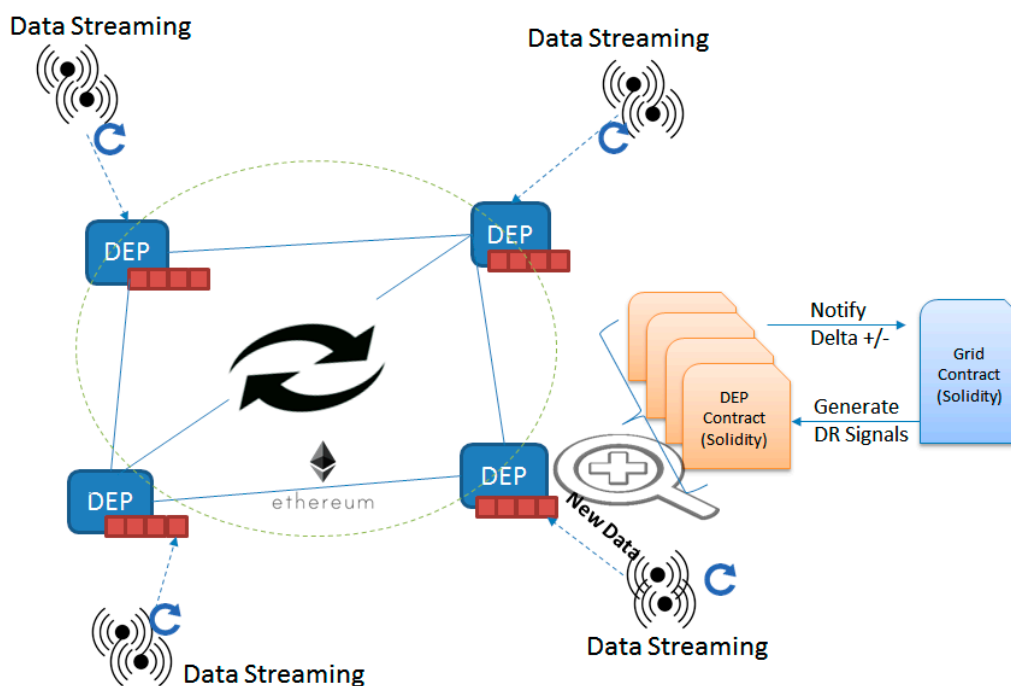 Data Streaming
Data Streaming
DEP
DEP
Notify
Delta +/-
Grid
Contract
(Solidity)
DEP
Contract
(Solidity)
Generate
DR Signals
DEP
DEP
ethereum
New Data
Data Streaming
Data Streaming